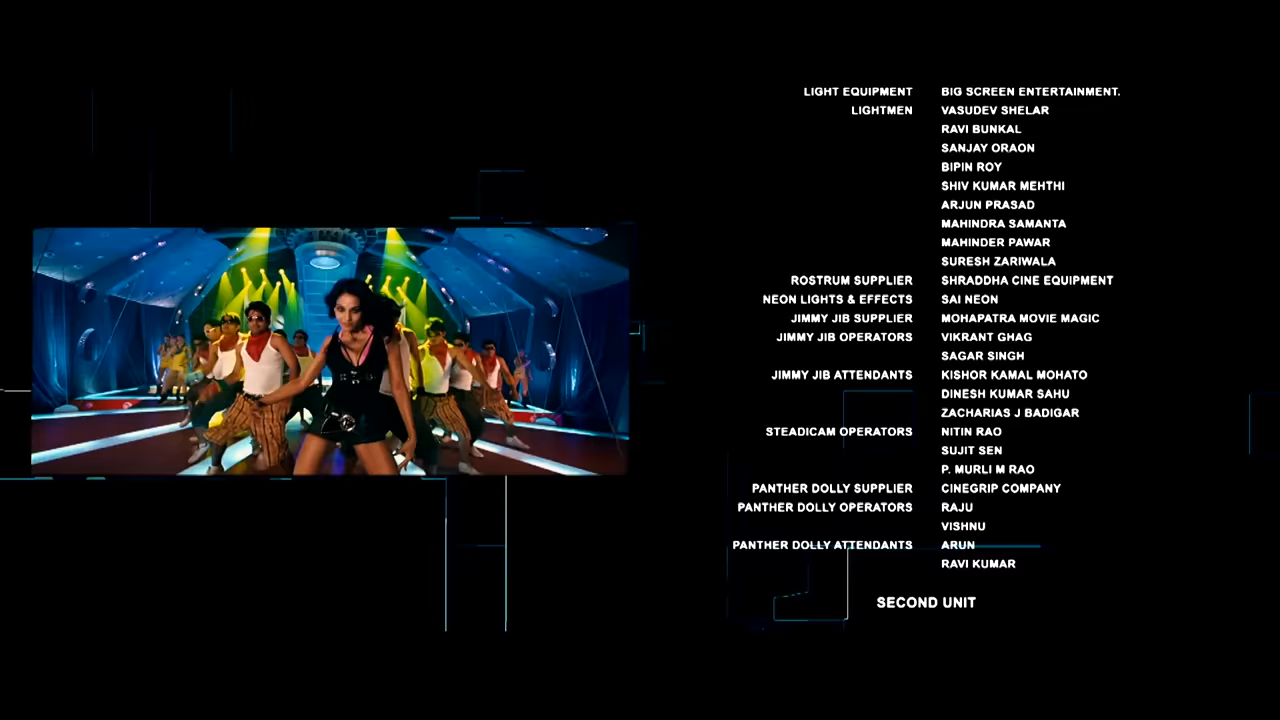 LIGHT EQUIPMENT BIG SCREEN ENTERTAINMENT.
LIGHTMEN VASUDEV SHELAR
RAVI BUNKAL
SANJAY ORAON
BIPIN ROY
SHIV KUMAR MEHTHI
ARJUN PRASAD
MAHINDRA SAMANTA
MAHINDER PAWAR
SURESH ZARIWALA
ROSTRUM SUPPLIER SHRADDHA CINE EQUIPMENT
NEON LIGHTS & EFFECTS SAI NEON
JIMMY JIB SUPPLIER MOHAPATRA MOVIE MAGIC
JIMMY JIB OPERATORS VIKRANT GHAG
SAGAR SINGH
JIMMY JIB ATTENDANTS KISHOR KAMAL MOHATO
DINESH KUMAR SAHU
ZACHARIAS J BADIGAR
STEADICAM OPERATORS NITIN RAO
SUJIT SEN
P. MURLI M RAO
PANTHER DOLLY SUPPLIER CINEGRIP COMPANY
PANTHER DOLLY OPERATORS RAJU
VISHNU
PANTHER DOLLY ATTENDANTS ARUN
RAVI KUMAR
SECOND UNIT